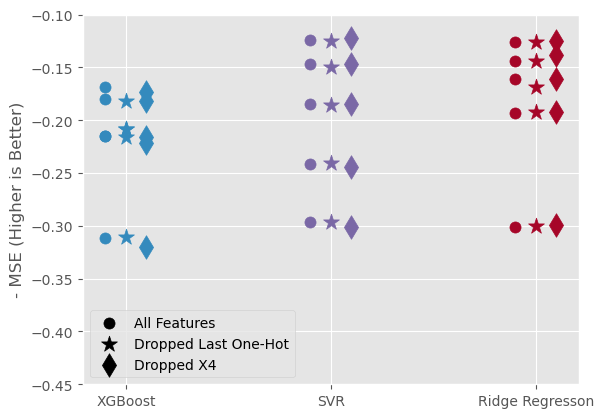 - MSE (Higher is Better)
−0.10
−0.15
−0.20
−0.25
−0.30
−0.35
−0.40
−0.45
All Features
Dropped Last One-Hot
Dropped X4
XGBoost
SVR
Ridge Regresson